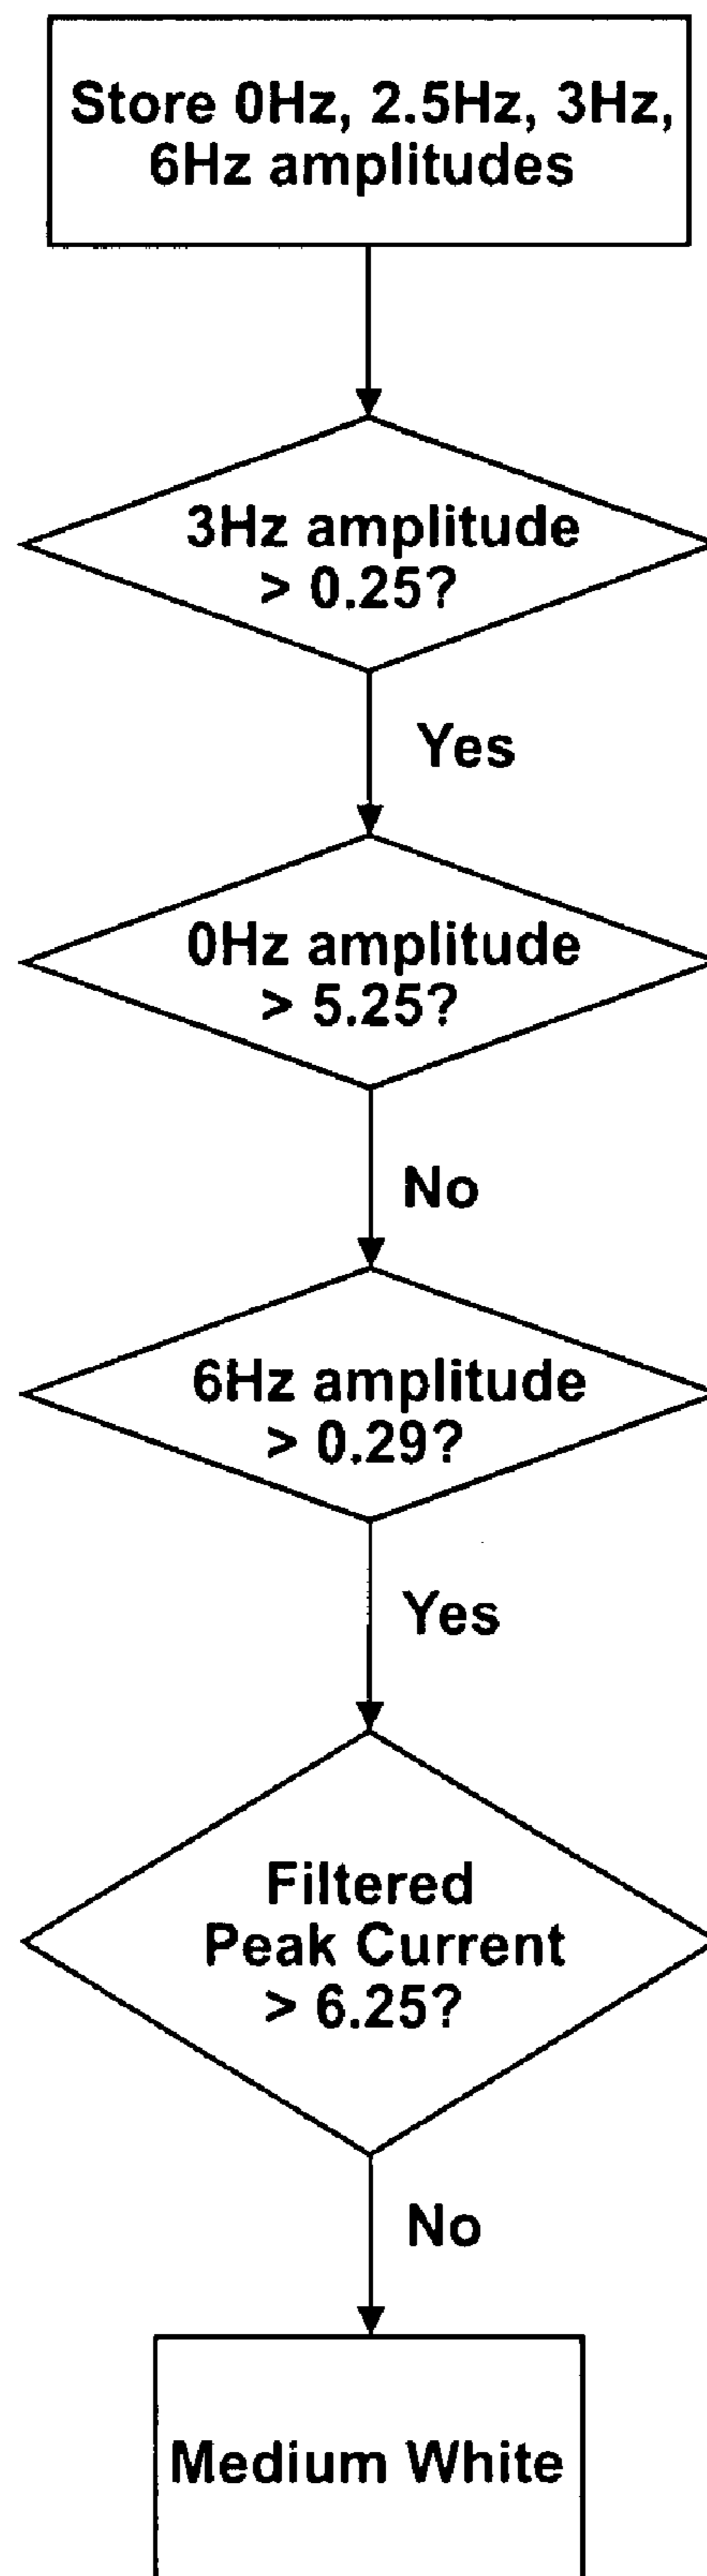 Store 0Hz, 2.5Hz, 3Hz,
6Hz amplitudes
3Hz amplitude
> 0.25?
Yes
0Hz amplitude
> 5.25?
No
6Hz amplitude
> 0.29?
Yes
Filtered
Peak Current
> 6.25?
No
Medium White